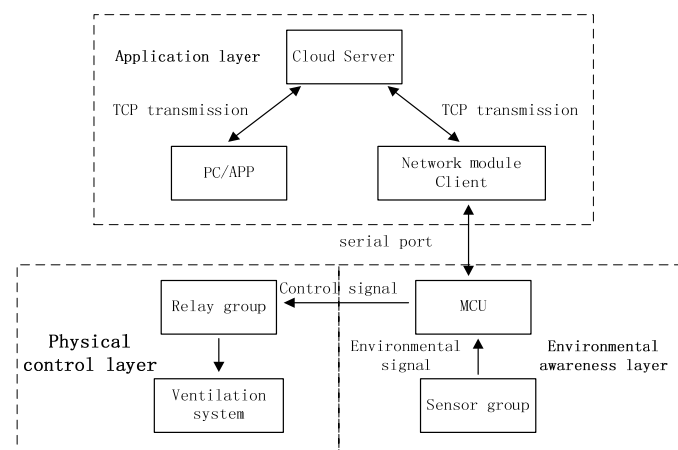 Application layer
Cloud Server
TCP transmission
TCP transmission
PC/APP
Network module
Client
serial port
Relay group
Control signal
MCU
Physical
control layer
Environmental
signal
Environmental
awareness layer
Ventilation
system
Sensor group